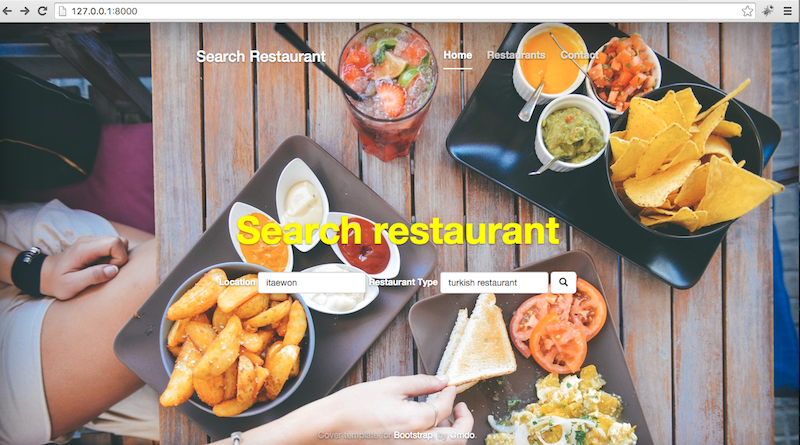 127.0.0.1:8000
Search Restaurant Home Restaurants Contact
Search restaurant
Location itaewon Restaurant Type turkish restaurant
Cover template for Bootstrap, by @mdo.